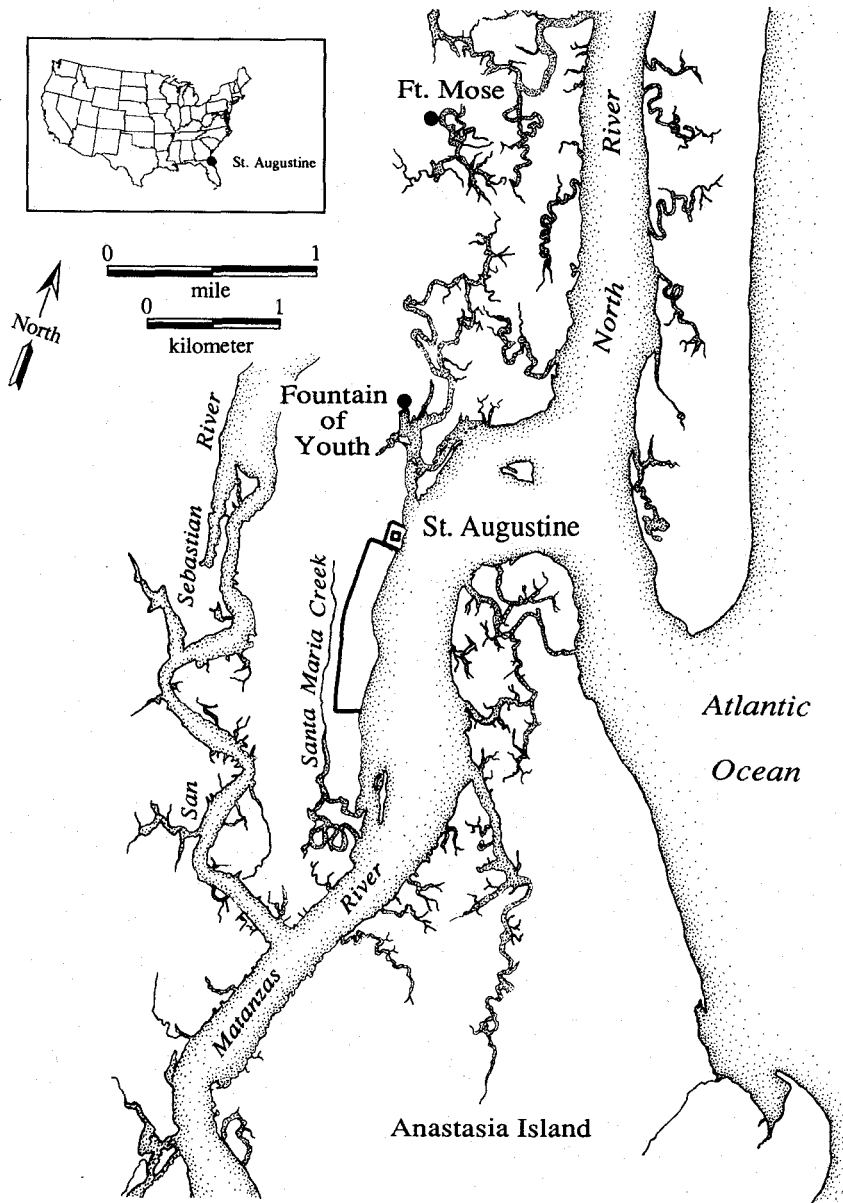 St. Augustine
Ft. Mose
River
North
0 1
mile
0 1
kilometer
North
Fountain
of
Youth
River
Sebastian
San
St. Augustine
Santa Maria Creek
Atlantic
Ocean
River
Matanzas
Anastasia Island